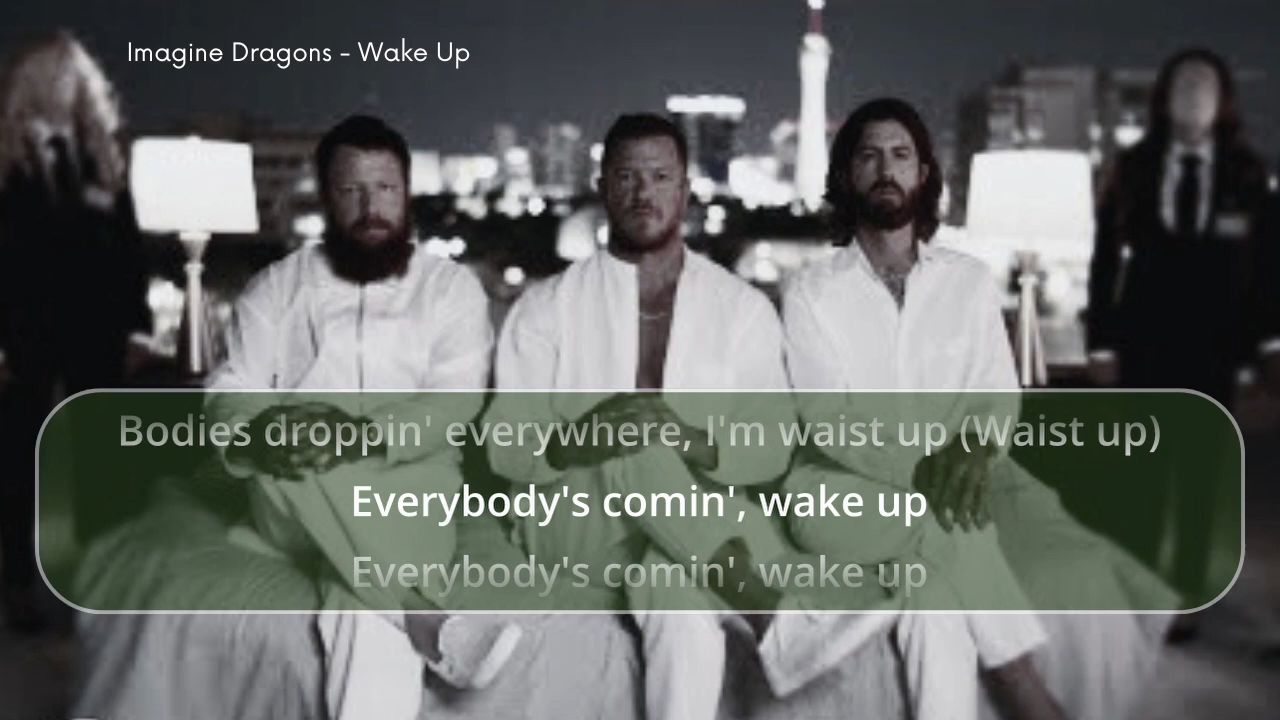 Imagine Dragons - Wake Up
Bodies droppin' everywhere, I'm waist up (Waist up)
Everybody's comin', wake up
Everybody's comin', wake up